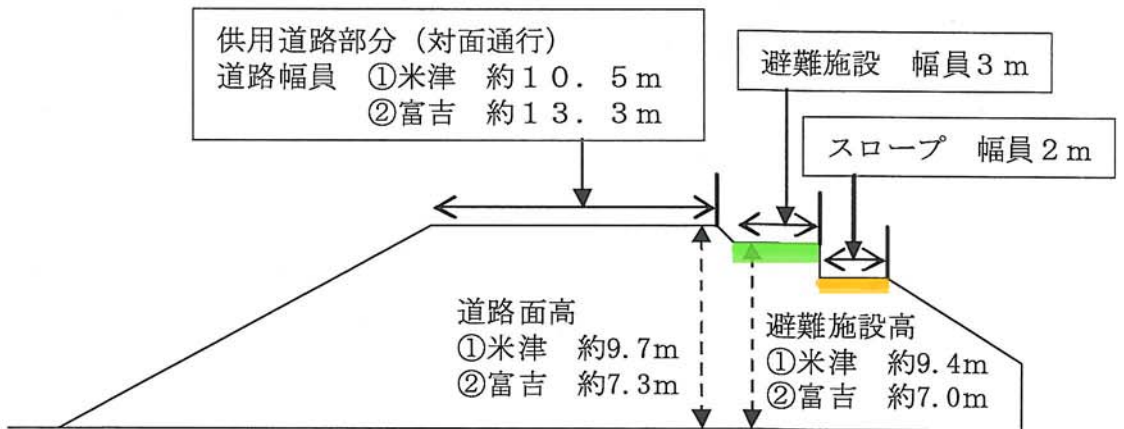 供用道路部分（対面通行）
道路幅員　①米津　約１０．５ｍ
②富吉　約１３．３ｍ
避難施設　幅員３ｍ
スロープ　幅員２ｍ
道路面高
①米津　約9.7m
②富吉　約7.3m
避難施設高
①米津　約9.4m
②富吉　約7.0m